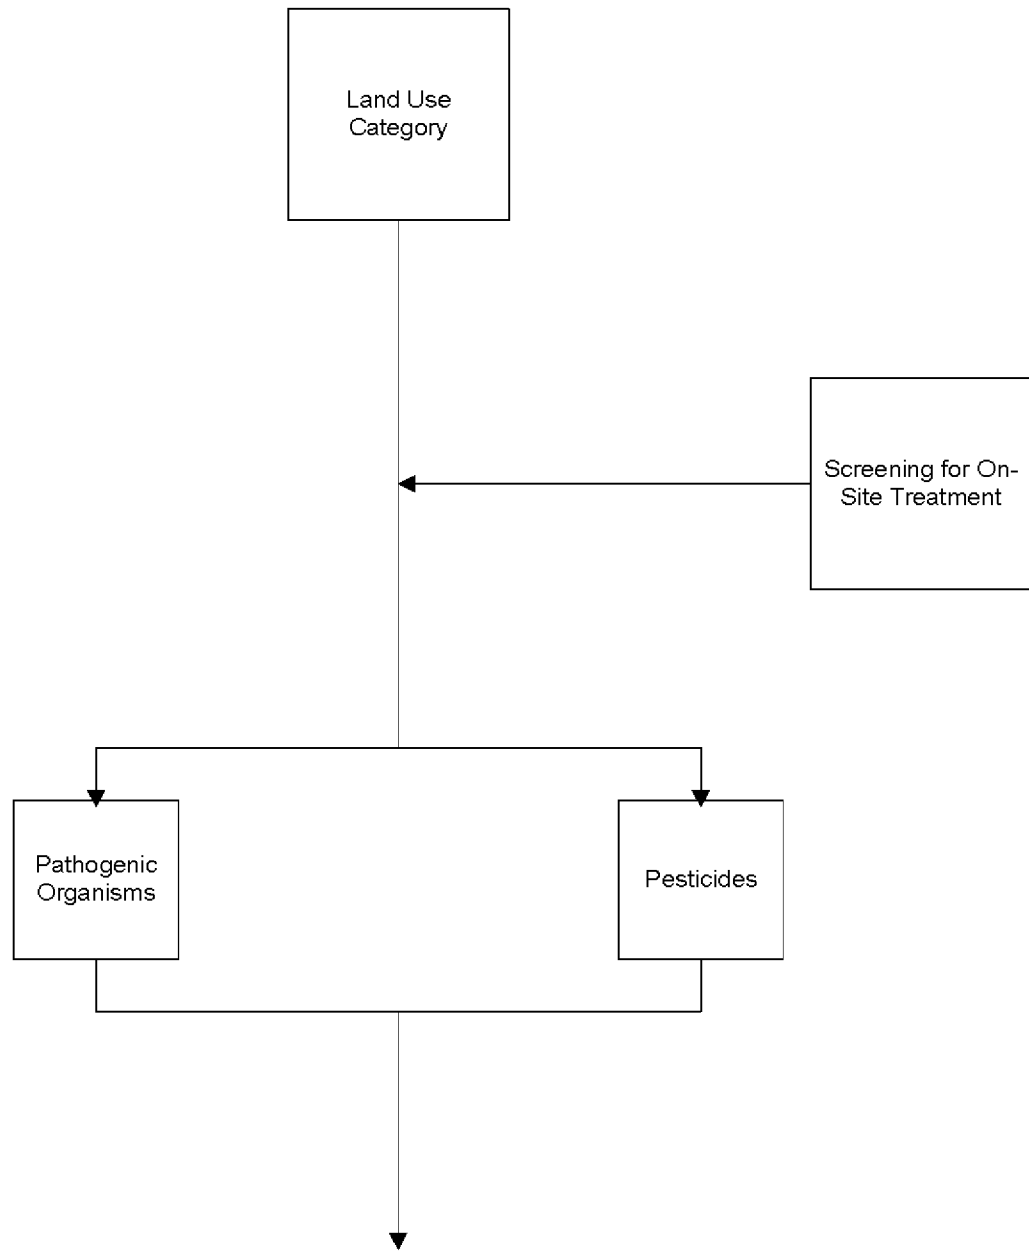 Land Use
Category
Screening for On-
Site Treatment
Pathogenic
Organisms
Pesticides